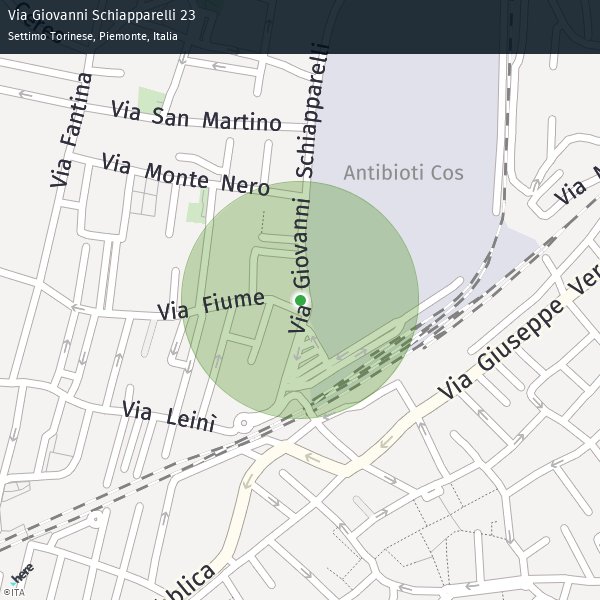 Via Giovanni Schiapparelli 23
Settimo Torinese, Piemonte, Italia
Via Fantina
Via San Martino
Via Monte Nero
Via Giovanni Schiapparelli
Antibioti Cos
Via Fiume
Via Giuseppe Ver
Via Leinì
blica
here
©ITA